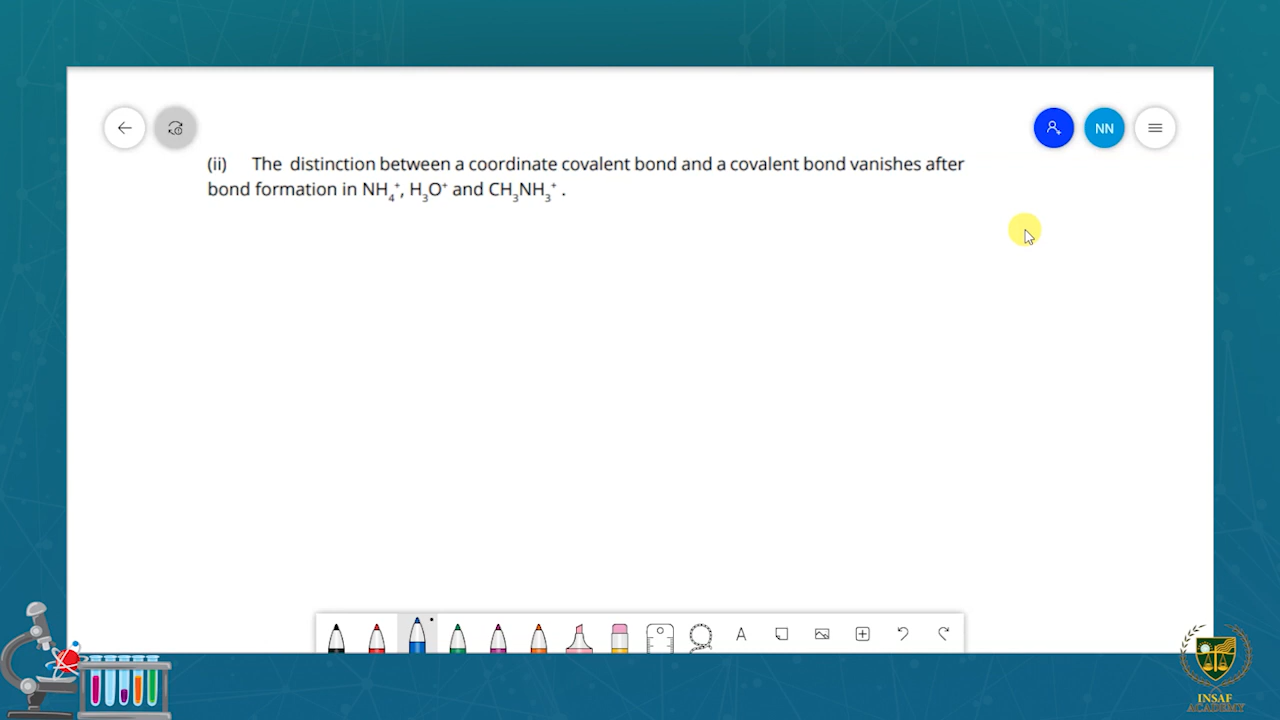 NN
(ii) The distinction between a coordinate covalent bond and a covalent bond vanishes after
bond formation in NH₄⁺, H₃O⁺ and CH₃NH₃⁺ .
A
INSAF
ACADEMY